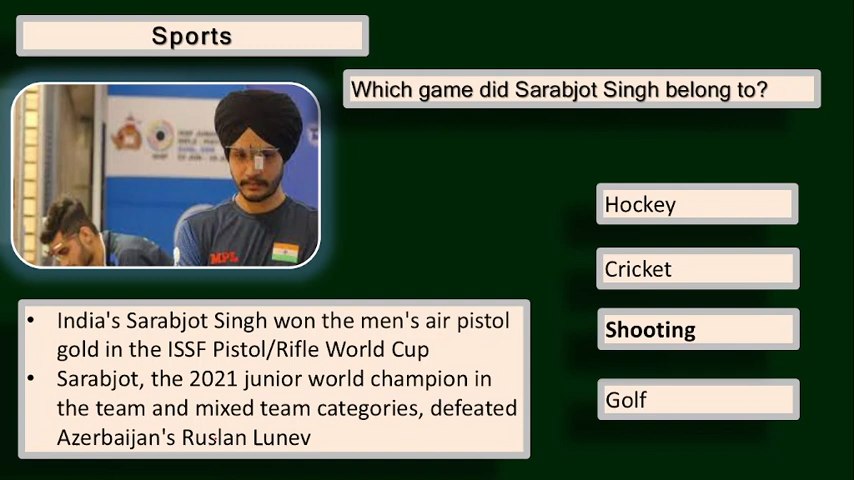 Sports
Which game did Sarabjot Singh belong to?
MPL
Hockey
Cricket
Shooting
Golf
• India's Sarabjot Singh won the men's air pistol
gold in the ISSF Pistol/Rifle World Cup
• Sarabjot, the 2021 junior world champion in
the team and mixed team categories, defeated
Azerbaijan's Ruslan Lunev